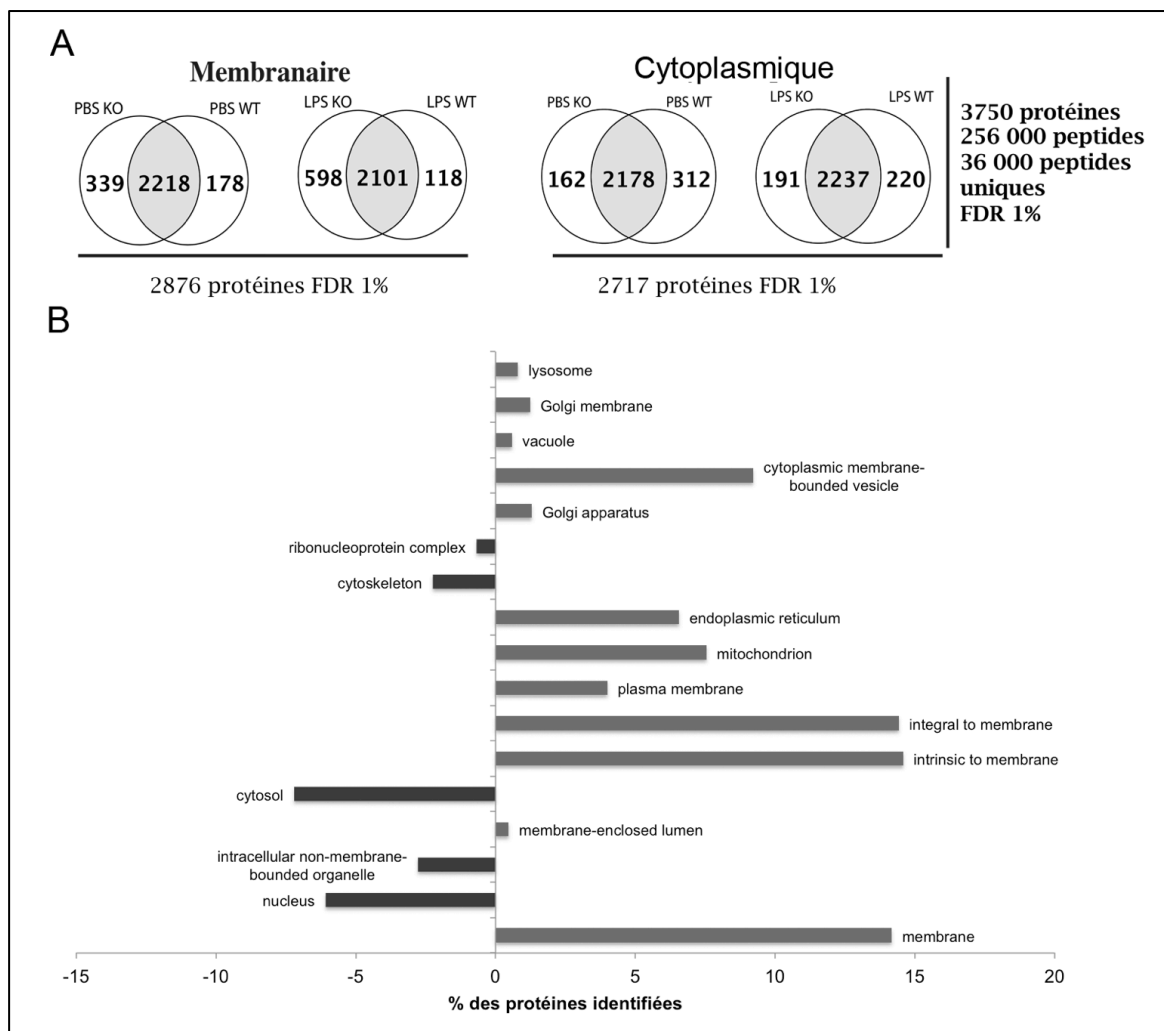 A
Membranaire
Cytoplasmique
PBS KO
PBS WT
LPS KO
LPS WT
PBS KO
PBS WT
LPS KO
LPS WT
339
2218
178
598
2101
118
162
2178
312
191
2237
220
3750 protéines
256 000 peptides
36 000 peptides
uniques
FDR 1%
2876 protéines FDR 1%
2717 protéines FDR 1%
B
lysosome
Golgi membrane
vacuole
cytoplasmic membrane-
bounded vesicle
Golgi apparatus
ribonucleoprotein complex
cytoskeleton
endoplasmic reticulum
mitochondrion
plasma membrane
integral to membrane
intrinsic to membrane
cytosol
membrane-enclosed lumen
intracellular non-membrane-
bounded organelle
nucleus
membrane
-15
-10
-5
0
5
10
15
20
% des protéines identifiées